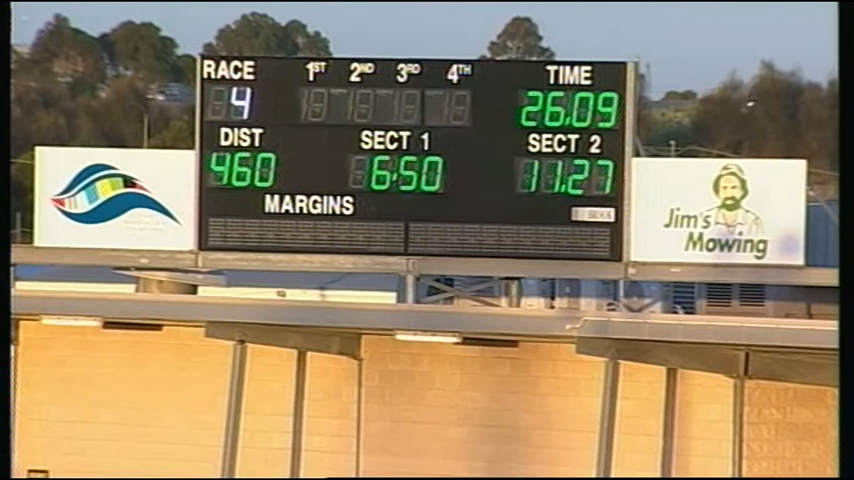 RACE 1ST 2ND 3RD 4TH TIME
4 26.09
DIST SECT 1 SECT 2
460 6.50 11.27
MARGINS
Jim's
Mowing